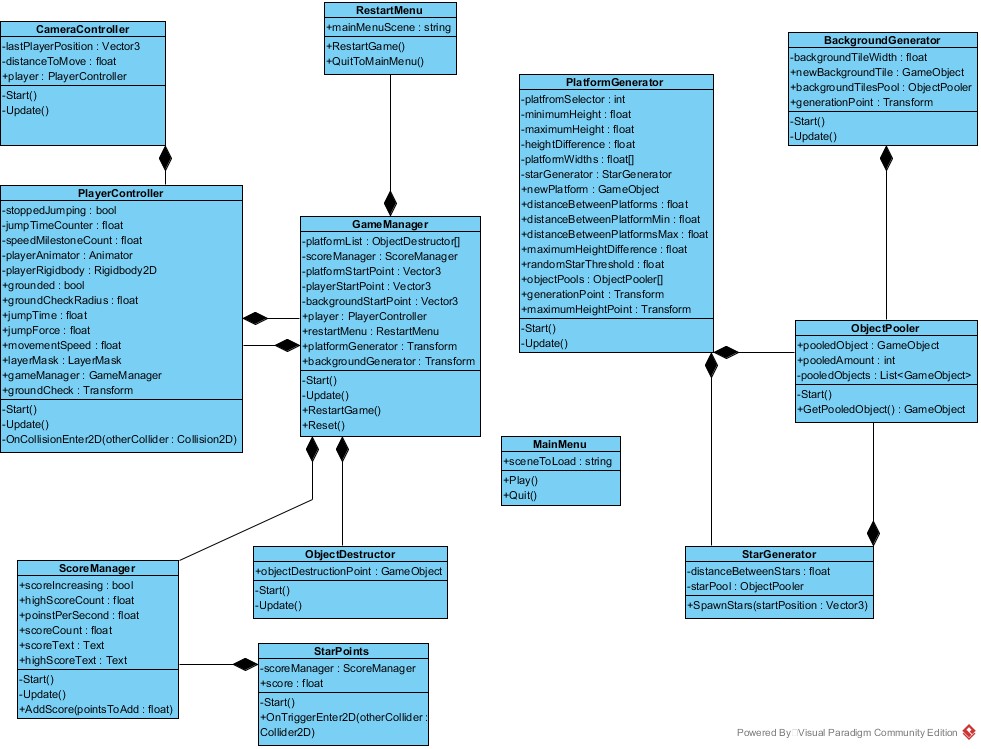 CameraController
-lastPlayerPosition : Vector3
-distanceToMove : float
+player : PlayerController
-Start()
-Update()
RestartMenu
+mainMenuScene : string
+RestartGame()
+QuitToMainMenu()
PlatformGenerator
-platfromSelector : int
-minimumHeight : float
-maximumHeight : float
-heightDifference : float
-platformWidths : float[]
-starGenerator : StarGenerator
+newPlatform : GameObject
+distanceBetweenPlatforms : float
+distanceBetweenPlatformMin : float
+distanceBetweenPlatformsMax : float
+maximumHeightDifference : float
+randomStarThreshold : float
+objectPools : ObjectPooler[]
+generationPoint : Transform
+maximumHeightPoint : Transform
-Start()
-Update()
BackgroundGenerator
-backgroundTileWidth : float
+newBackgroundTile : GameObject
+backgroundTilesPool : ObjectPooler
+generationPoint : Transform
-Start()
-Update()
PlayerController
-stoppedJumping : bool
-jumpTimeCounter : float
-speedMilestoneCount : float
-playerAnimator : Animator
-playerRigidbody : Rigidbody2D
+grounded : bool
+groundCheckRadius : float
+jumpTime : float
+jumpForce : float
+movementSpeed : float
+layerMask : LayerMask
+gameManager : GameManager
+groundCheck : Transform
-Start()
-Update()
-OnCollisionEnter2D(otherCollider : Collision2D)
GameManager
-platformList : ObjectDestructor[]
-scoreManager : ScoreManager
-platformStartPoint : Vector3
-playerStartPoint : Vector3
-backgroundStartPoint : Vector3
+player : PlayerController
+restartMenu : RestartMenu
+platformGenerator : Transform
+backgroundGenerator : Transform
-Start()
-Update()
+RestartGame()
+Reset()
ObjectPooler
+pooledObject : GameObject
+pooledAmount : int
-pooledObjects : List<GameObject>
-Start()
+GetPooledObject() : GameObject
MainMenu
+sceneToLoad : string
+Play()
+Quit()
ScoreManager
+scoreIncreasing : bool
+highScoreCount : float
+poinstPerSecond : float
+scoreCount : float
+scoreText : Text
+highScoreText : Text
-Start()
-Update()
+AddScore(pointsToAdd : float)
ObjectDestructor
+objectDestructionPoint : GameObject
-Start()
-Update()
StarGenerator
-distanceBetweenStars : float
-starPool : ObjectPooler
+SpawnStars(startPosition : Vector3)
StarPoints
-scoreManager : ScoreManager
+score : float
-Start()
+OnTriggerEnter2D(otherCollider :
Collider2D)
Powered By Visual Paradigm Community Edition